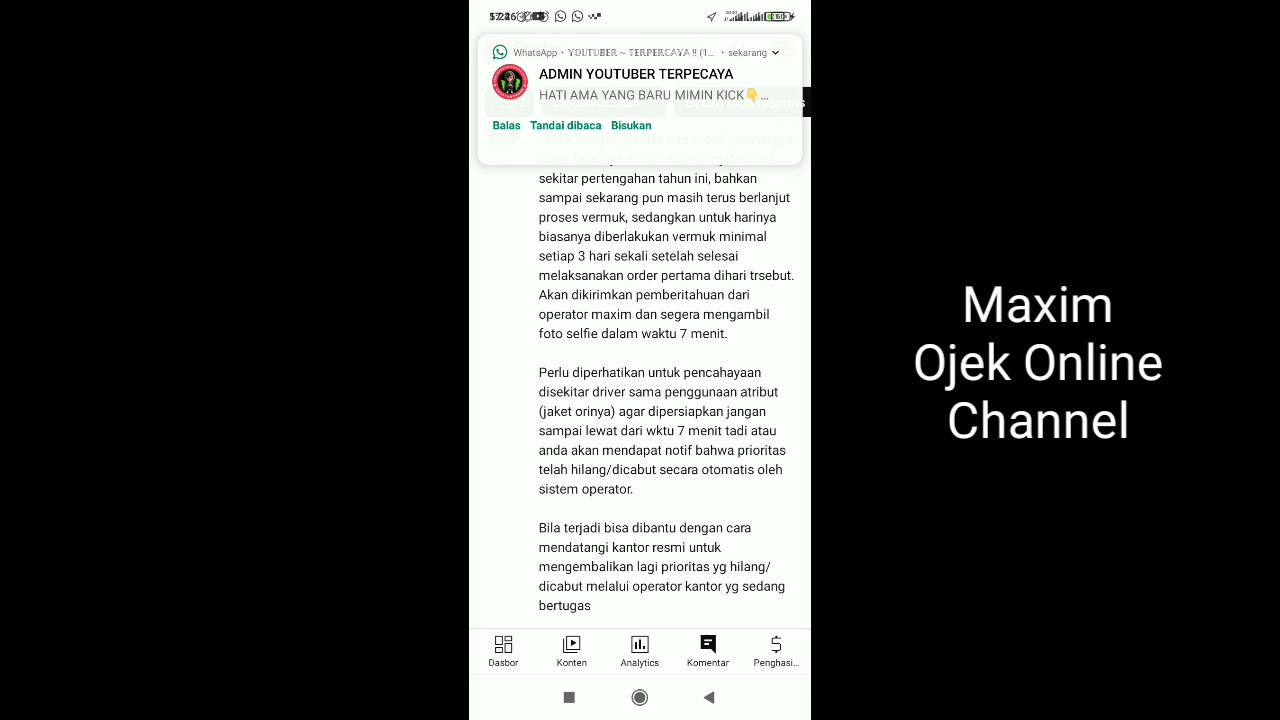 WhatsApp • YOUTUBER ~ TERPERCAYA !! (1... • sekarang
ADMIN YOUTUBER TERPECAYA
HATI AMA YANG BARU MIMIN KICK👇...
Balas Tandai dibaca Bisukan
sekitar pertengahan tahun ini, bahkan
sampai sekarang pun masih terus berlanjut
proses vermuk, sedangkan untuk harinya
biasanya diberlakukan vermuk minimal
setiap 3 hari sekali setelah selesai
melaksanakan order pertama dihari trsebut.
Akan dikirimkan pemberitahuan dari
operator maxim dan segera mengambil
foto selfie dalam waktu 7 menit.
Perlu diperhatikan untuk pencahayaan
disekitar driver sama penggunaan atribut
(jaket orinya) agar dipersiapkan jangan
sampai lewat dari wktu 7 menit tadi atau
anda akan mendapat notif bahwa prioritas
telah hilang/dicabut secara otomatis oleh
sistem operator.
Bila terjadi bisa dibantu dengan cara
mendatangi kantor resmi untuk
mengembalikan lagi prioritas yg hilang/
dicabut melalui operator kantor yg sedang
bertugas
Dasbor Konten Analytics Komentar Penghasi...
Maxim
Ojek Online
Channel